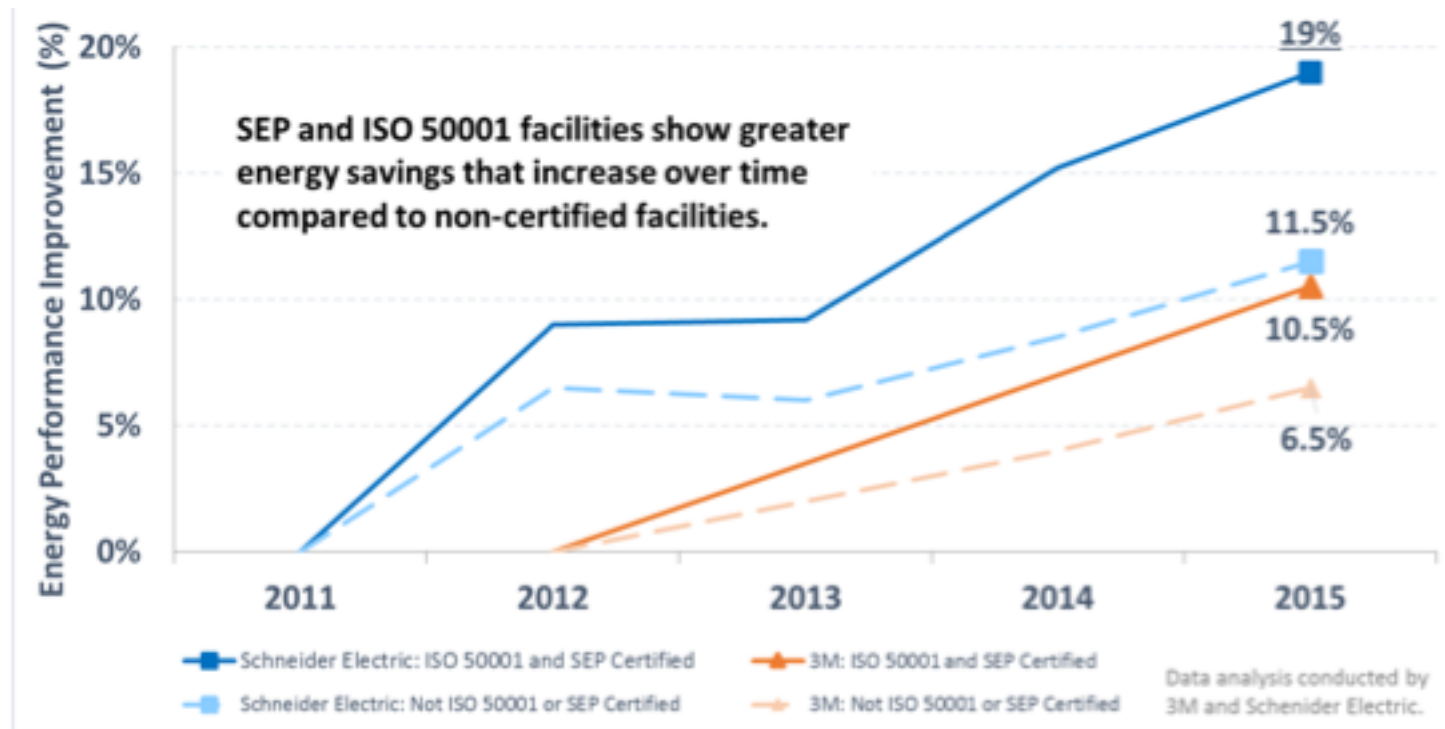 Energy Performance Improvement (%)
20%
15%
10%
5%
0%
SEP and ISO 50001 facilities show greater
energy savings that increase over time
compared to non-certified facilities.
19%
11.5%
10.5%
6.5%
2011 2012 2013 2014 2015
Schneider Electric: ISO 50001 and SEP Certified
3M: ISO 50001 and SEP Certified
Schneider Electric: Not ISO 50001 or SEP Certified
3M: Not ISO 50001 or SEP Certified
Data analysis conducted by
3M and Schenider Electric.